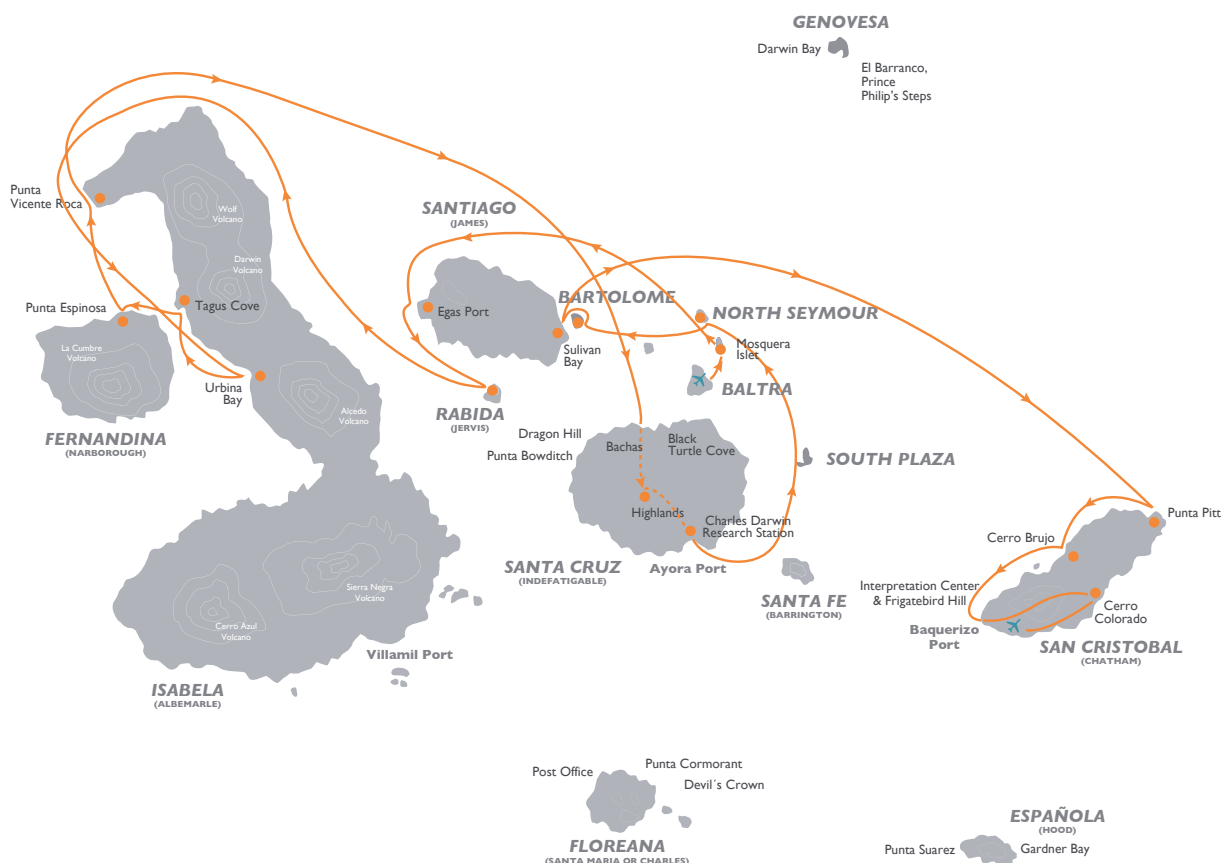 GENOVESA
Darwin Bay
El Barranco,
Prince
Philip's Steps
Punta
Vicente Roca
Wolf
Volcano
Darwin
Volcano
SANTIAGO
(JAMES)
BARTOLOME
Punta Espinosa
Tagus Cove
Egas Port
NORTH SEYMOUR
La Cumbre
Volcano
Sulivan
Bay
Mosquera
Islet
Urbina
Bay
Alcedo
Volcano
RABIDA
(JERVIS)
BALTRA
FERNANDINA
(NARBOROUGH)
Dragon Hill
Punta Bowditch
Bachas
Black
Turtle Cove
SOUTH PLAZA
Highlands
Charles Darwin
Research Station
Punta Pitt
Cerro Brujo
SANTA CRUZ
(INDEFATIGABLE)
Ayora Port
SANTA FE
(BARRINGTON)
Interpretation Center
& Frigatebird Hill
Cerro
Colorado
Baquerizo
Port
SAN CRISTOBAL
(CHATHAM)
Sierra Negra
Volcano
Cerro Azul
Volcano
Villamil Port
ISABELA
(ALBEMARLE)
Post Office
Punta Cormorant
Devil´s Crown
FLOREANA
(SANTA MARIA OR CHARLES)
ESPAÑOLA
(HOOD)
Punta Suarez
Gardner Bay